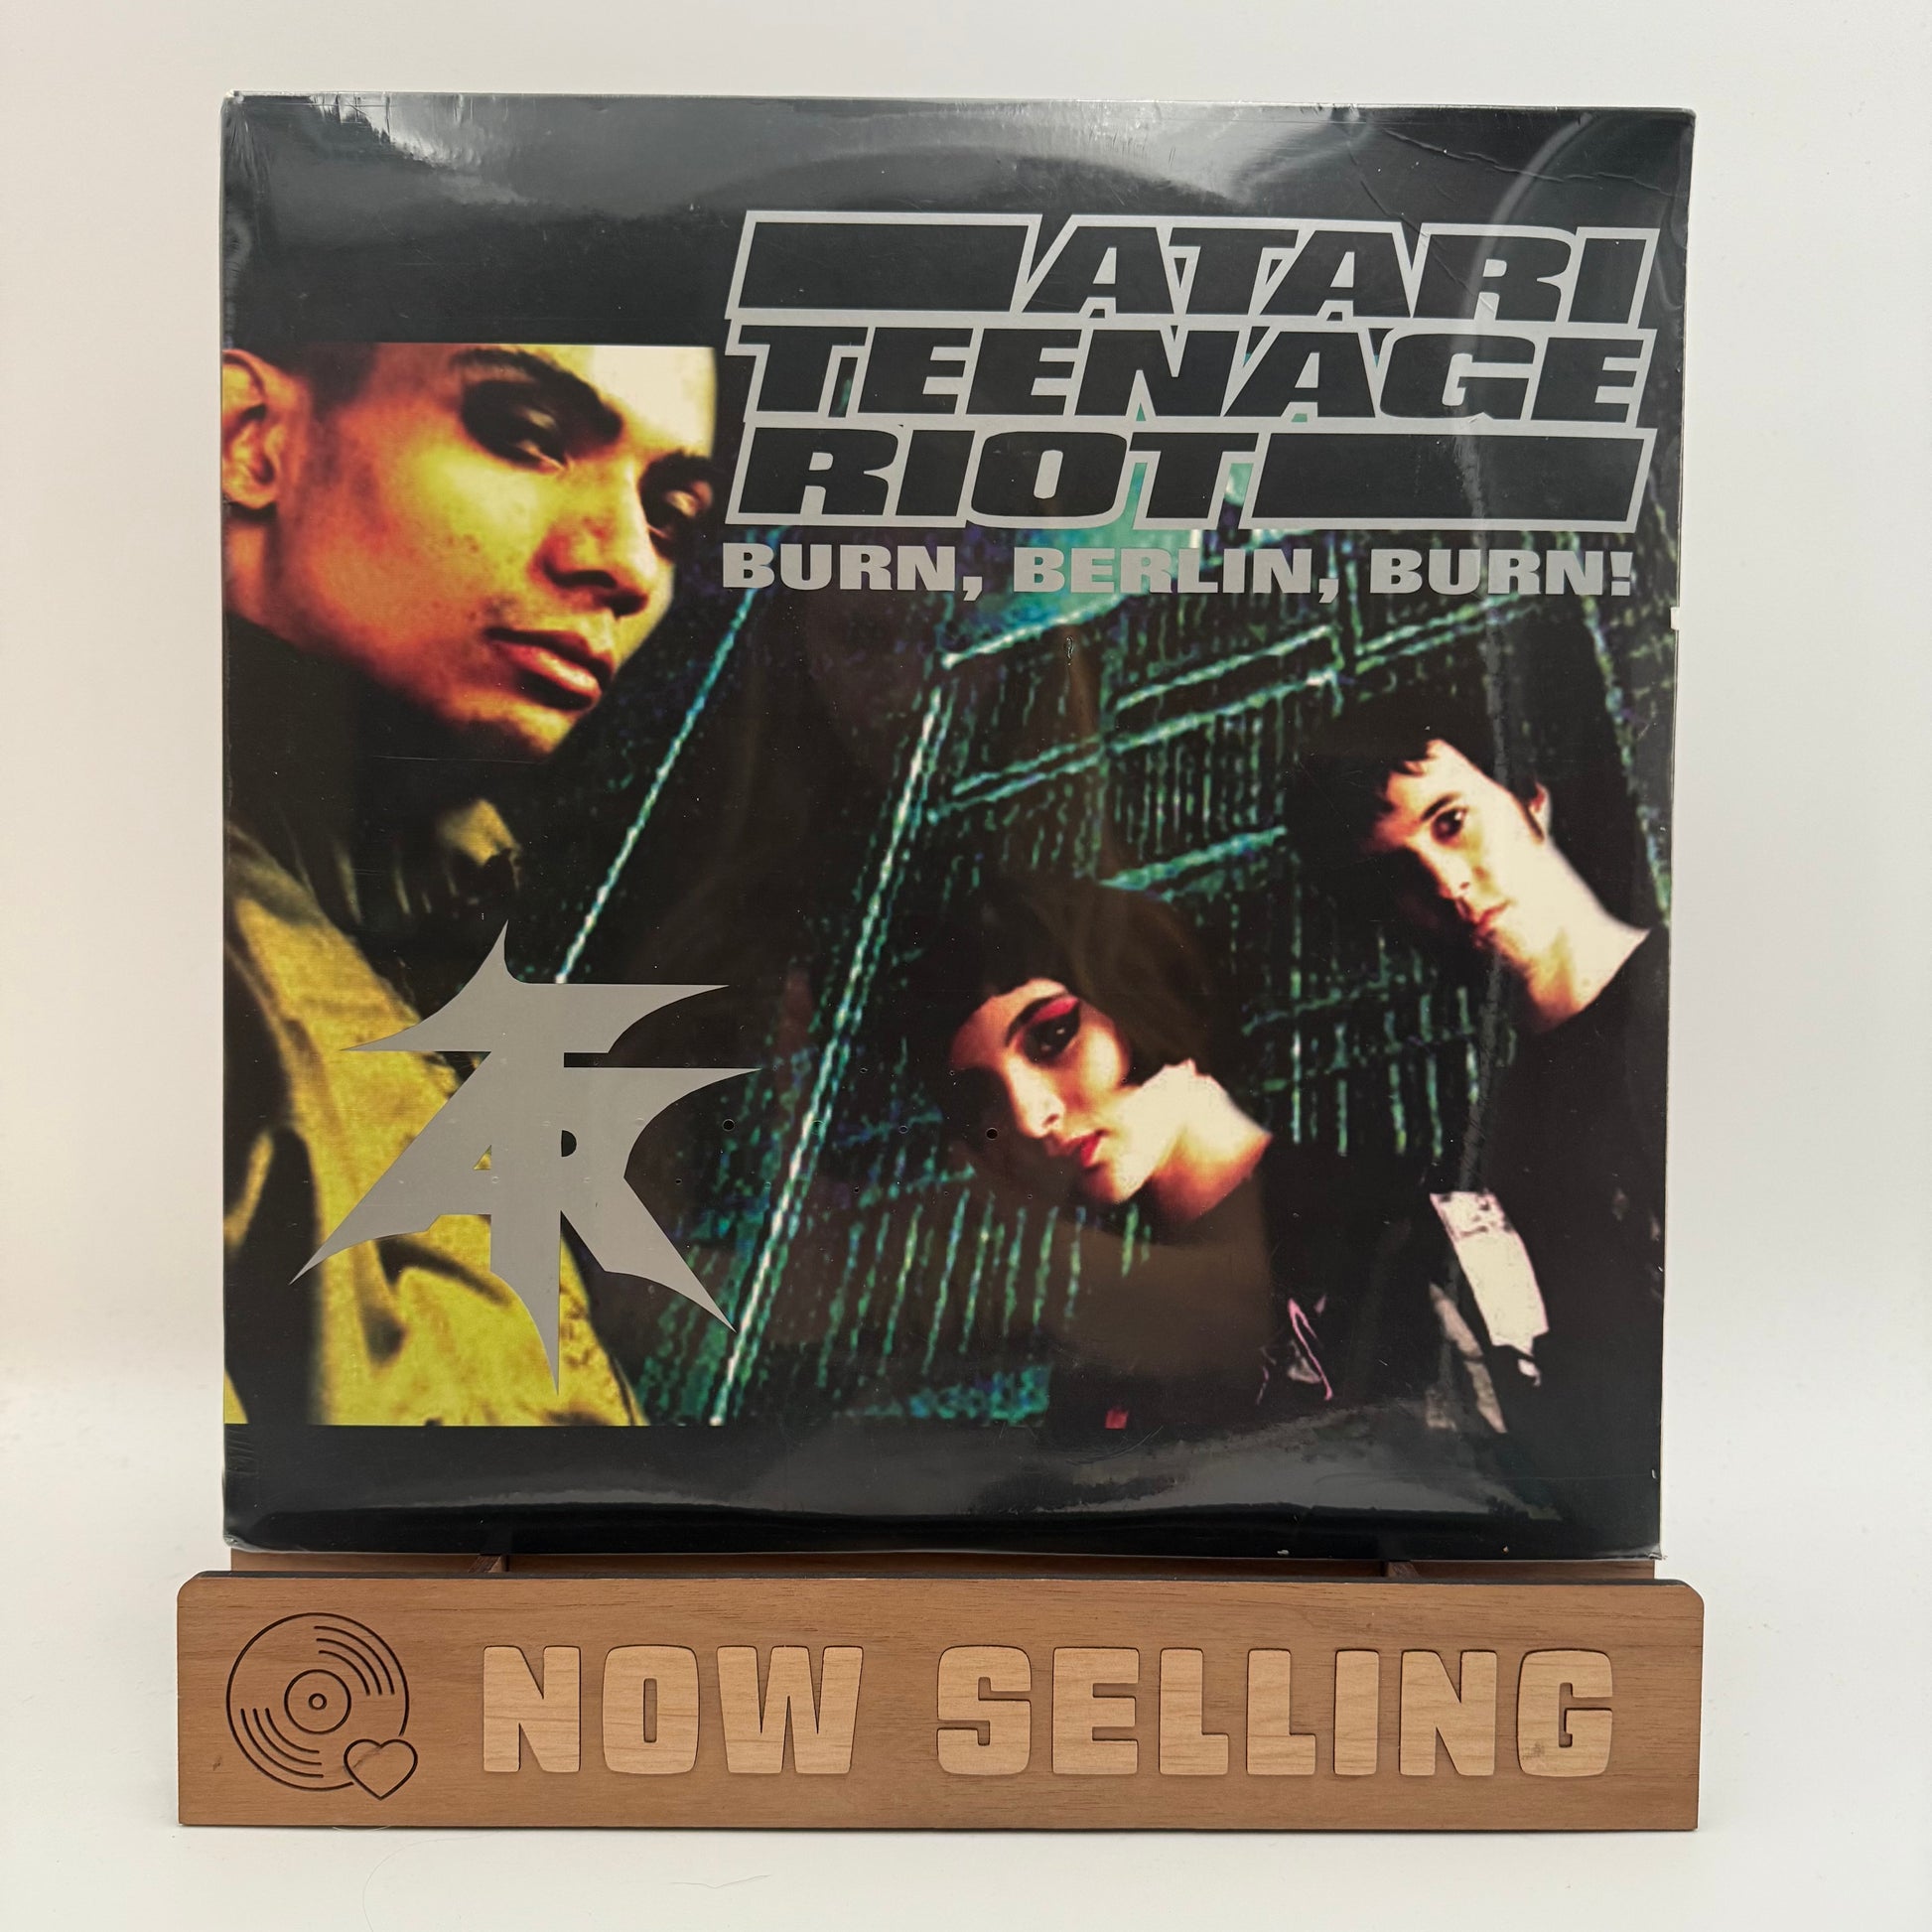 ATARI
TEENAGE
RIOT
BURN, BERLIN, BURN!
ATR
NOW SELLING